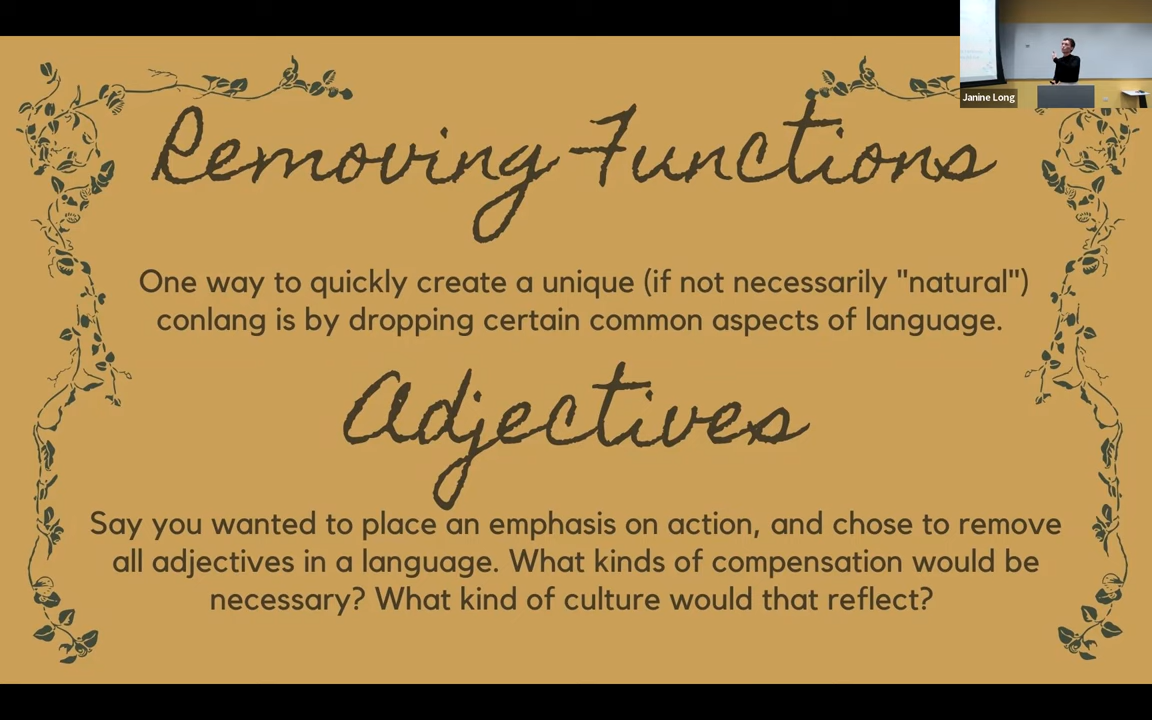 Removing Functions
Janine Long
One way to quickly create a unique (if not necessarily "natural")
conlang is by dropping certain common aspects of language.
Adjectives
Say you wanted to place an emphasis on action, and chose to remove
all adjectives in a language. What kinds of compensation would be
necessary? What kind of culture would that reflect?